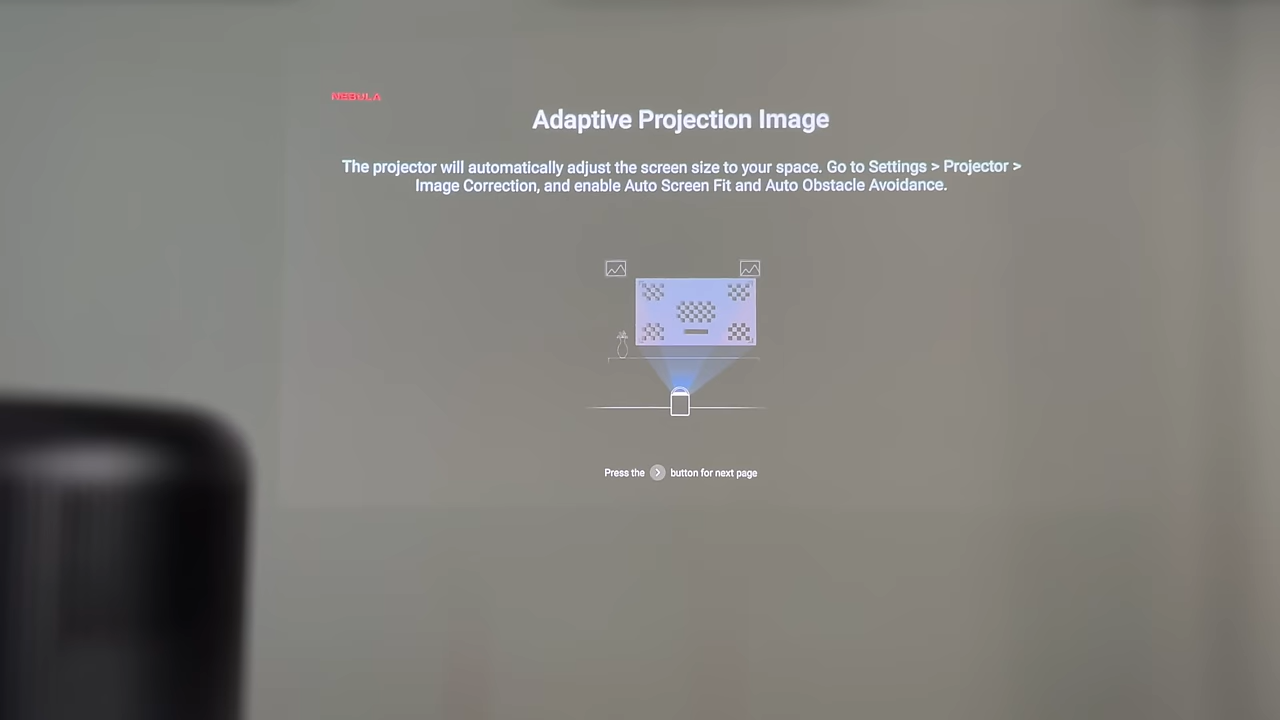 NEBULA
Adaptive Projection Image
The projector will automatically adjust the screen size to your space. Go to Settings > Projector >
Image Correction, and enable Auto Screen Fit and Auto Obstacle Avoidance.
Press the > button for next page